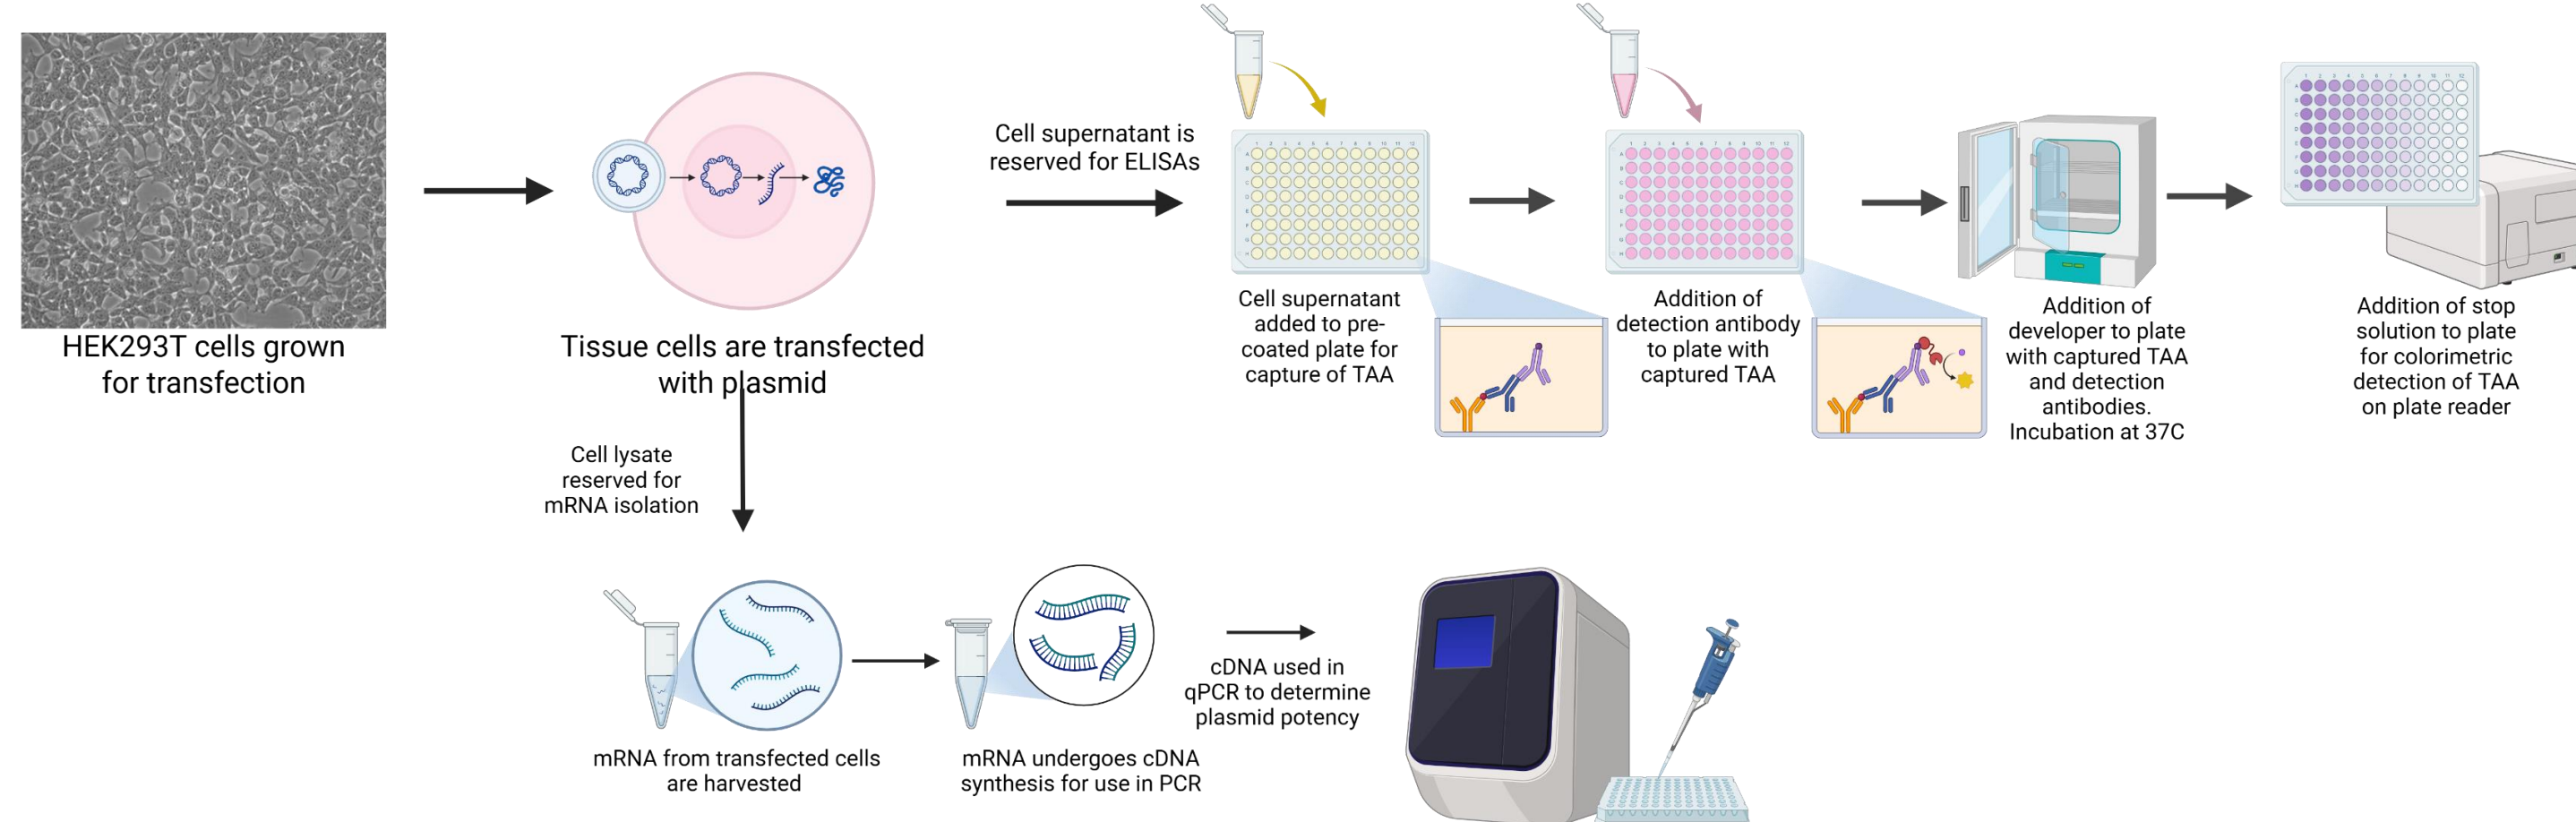 HEK293T cells grown
for transfection
Tissue cells are transfected
with plasmid
Cell supernatant is
reserved for ELISAs
Cell supernatant
added to pre-
coated plate for
capture of TAA
Addition of
detection antibody
to plate with
captured TAA
Addition of
developer to plate
with captured TAA
and detection
antibodies.
Incubation at 37C
Addition of stop
solution to plate
for colorimetric
detection of TAA
on plate reader
Cell lysate
reserved for
mRNA isolation
mRNA from transfected cells
are harvested
mRNA undergoes cDNA
synthesis for use in PCR
cDNA used in
qPCR to determine
plasmid potency